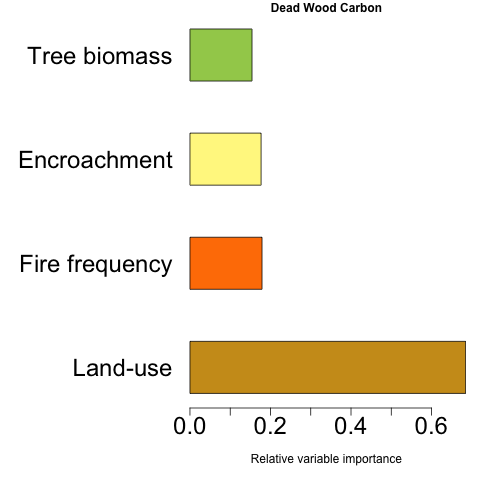 Dead Wood Carbon
Tree biomass
Encroachment
Fire frequency
Land-use
0.0 0.2 0.4 0.6
Relative variable importance